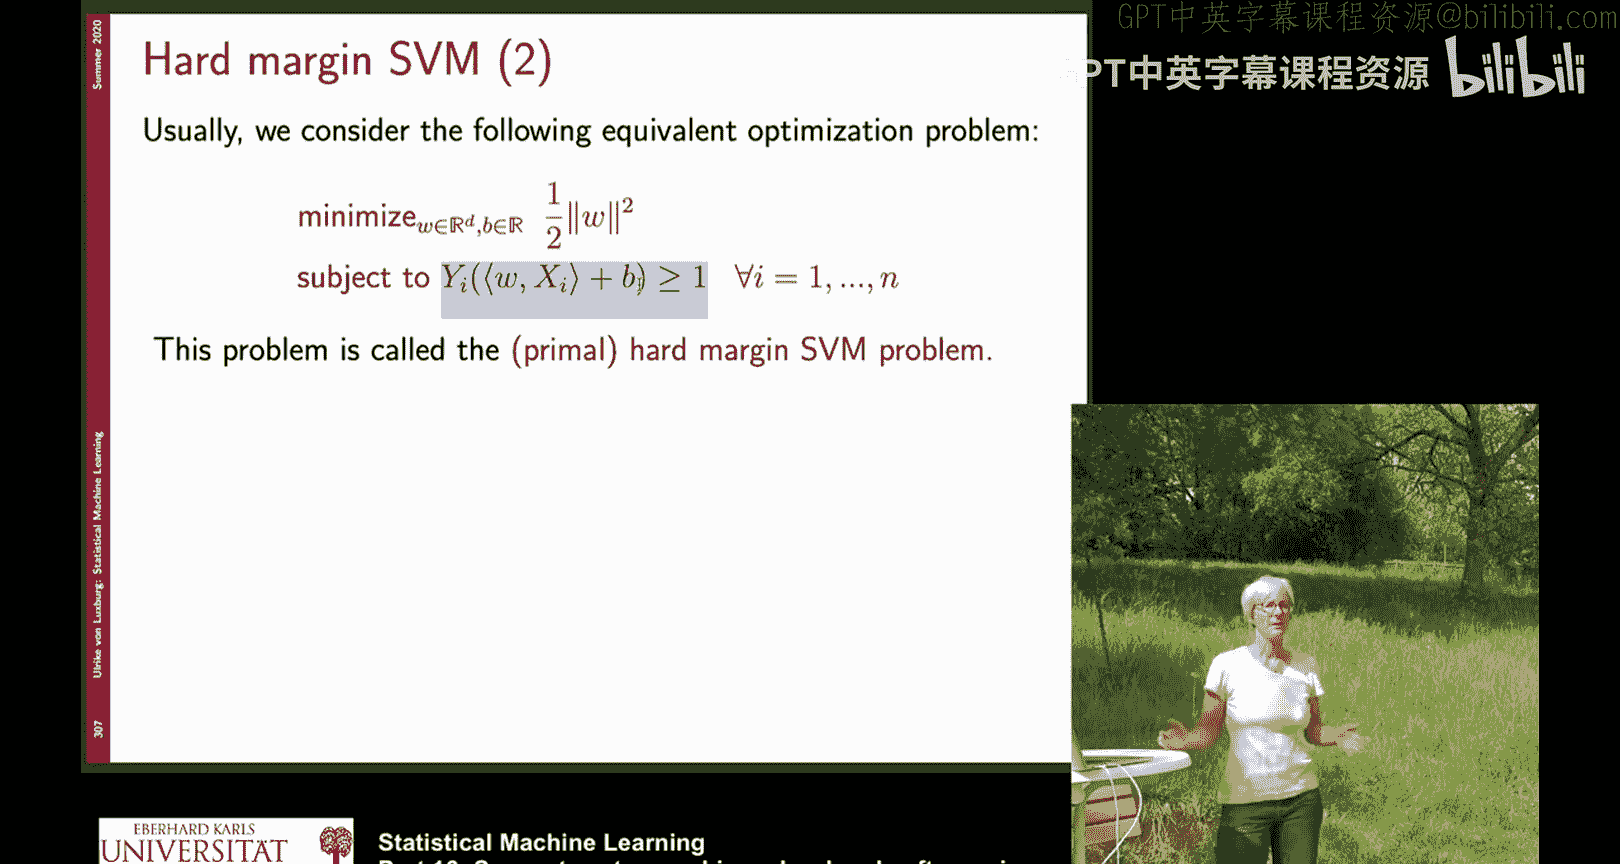 GPT中英字幕课程资源@bilibili.com
PT中英字幕课程资源 bilibili
Summer 2020
Hard margin SVM (2)
Usually, we consider the following equivalent optimization problem:
minimize_{w∈ℝ^d,b∈ℝ} 1/2 ‖w‖²
subject to Y_i(⟨w, X_i⟩ + b) ≥ 1 ∀i = 1, ..., n
This problem is called the (primal) hard margin SVM problem.
Ulrike von Luxburg: Statistical Machine Learning
307
EBERHARD KARLS
UNIVERSITÄT
Statistical Machine Learning